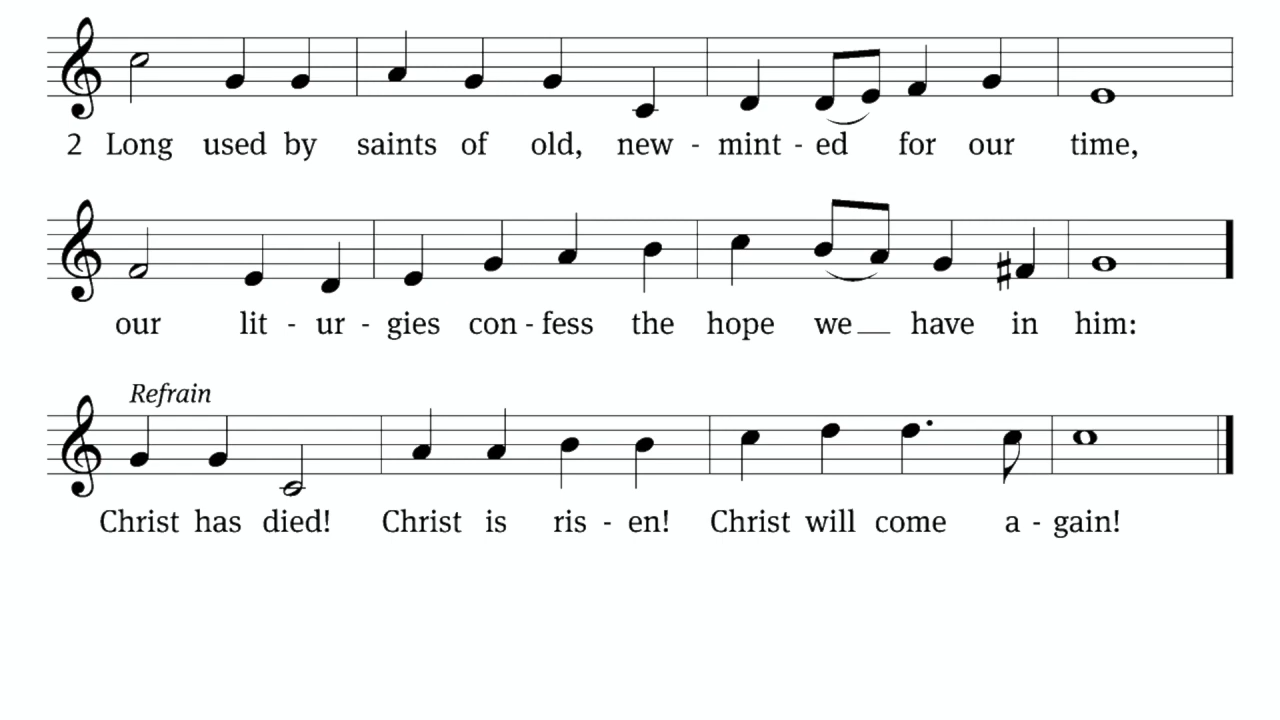 2 Long used by saints of old, new - mint - ed for our time,
our lit - ur - gies con - fess the hope we have in him:
Refrain
Christ has died! Christ is ris - en! Christ will come a - gain!